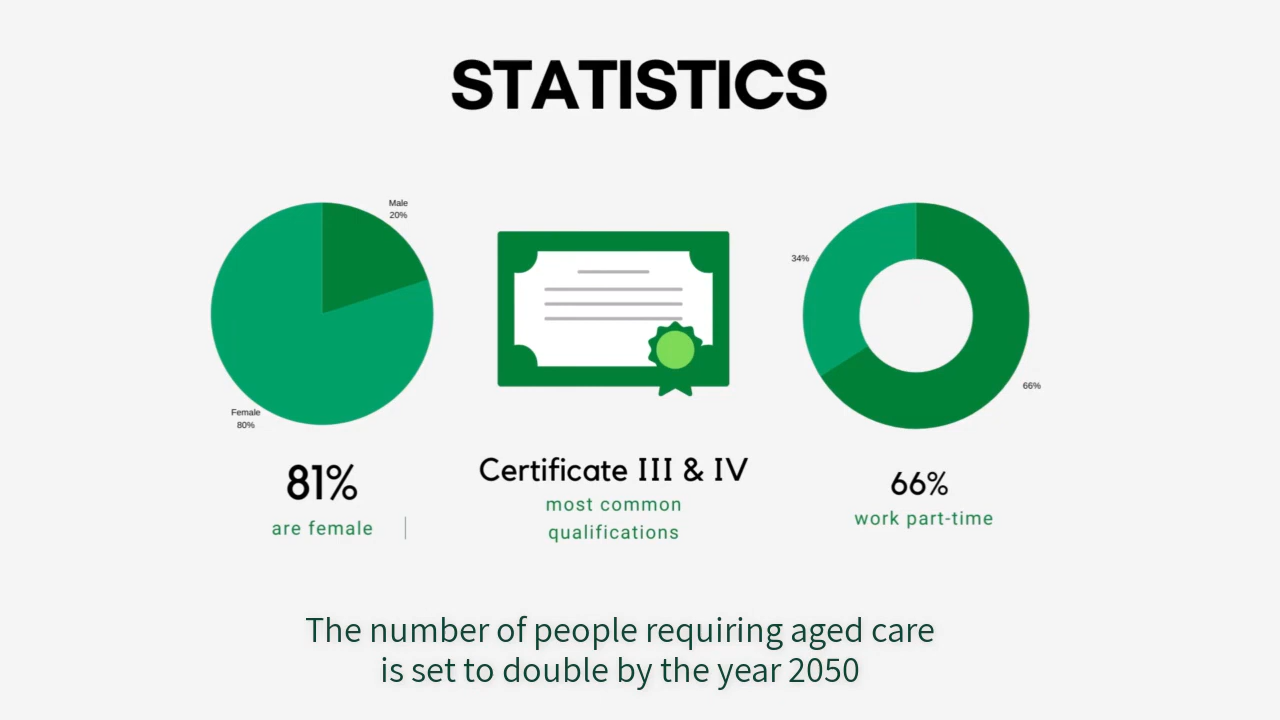 STATISTICS
Male
20%
Female
80%
81%
are female
Certificate III & IV
most common
qualifications
34%
66%
66%
work part-time
The number of people requiring aged care
is set to double by the year 2050